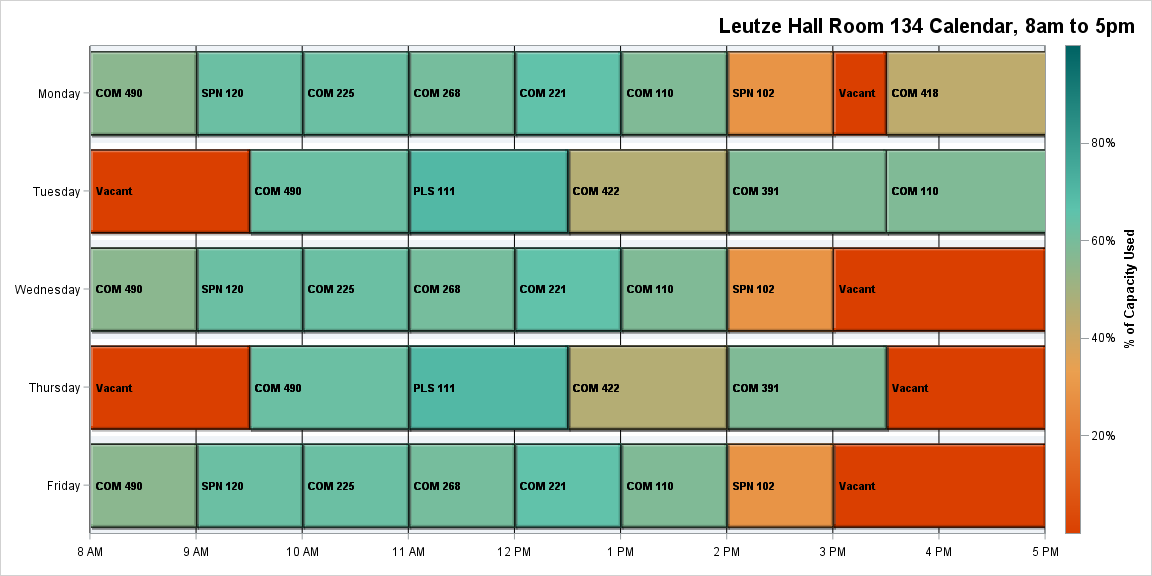 Leutze Hall Room 134 Calendar, 8am to 5pm
Monday
COM 490
SPN 120
COM 225
COM 268
COM 221
COM 110
SPN 102
Vacant
COM 418
Tuesday
Vacant
COM 490
PLS 111
COM 422
COM 391
COM 110
Wednesday
COM 490
SPN 120
COM 225
COM 268
COM 221
COM 110
SPN 102
Vacant
Thursday
Vacant
COM 490
PLS 111
COM 422
COM 391
Vacant
Friday
COM 490
SPN 120
COM 225
COM 268
COM 221
COM 110
SPN 102
Vacant
8 AM
9 AM
10 AM
11 AM
12 PM
1 PM
2 PM
3 PM
4 PM
5 PM
80%
60%
40%
20%
% of Capacity Used